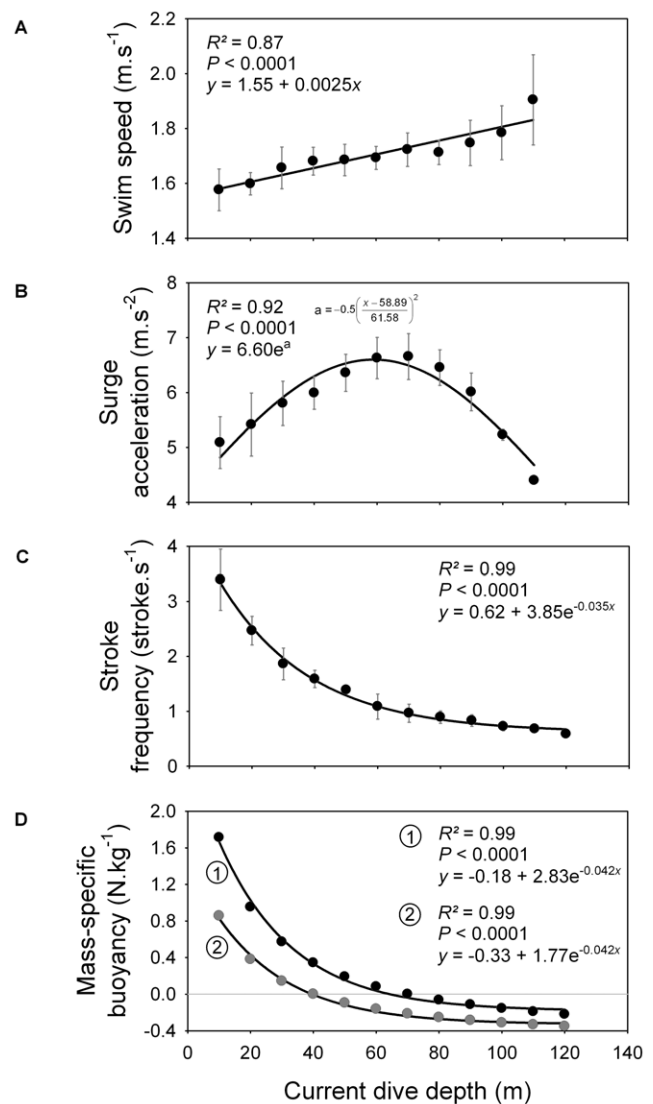 A
Swim speed (m.s⁻¹)
2.2
2.0
1.8
1.6
1.4
R² = 0.87
P < 0.0001
y = 1.55 + 0.0025x
B
Surge
acceleration (m.s⁻²)
8
7
6
5
4
R² = 0.92
P < 0.0001
y = 6.60eᵃ
a = -0.5((x - 58.89)/61.58)²
C
Stroke
frequency (stroke.s⁻¹)
4
3
2
1
0
R² = 0.99
P < 0.0001
y = 0.62 + 3.85e^-0.035x
D
Mass-specific
buoyancy (N.kg⁻¹)
2.0
1.6
1.2
0.8
0.4
0.0
-0.4
1
2
① R² = 0.99
P < 0.0001
y = -0.18 + 2.83e^-0.042x
② R² = 0.99
P < 0.0001
y = -0.33 + 1.77e^-0.042x
0 20 40 60 80 100 120 140
Current dive depth (m)